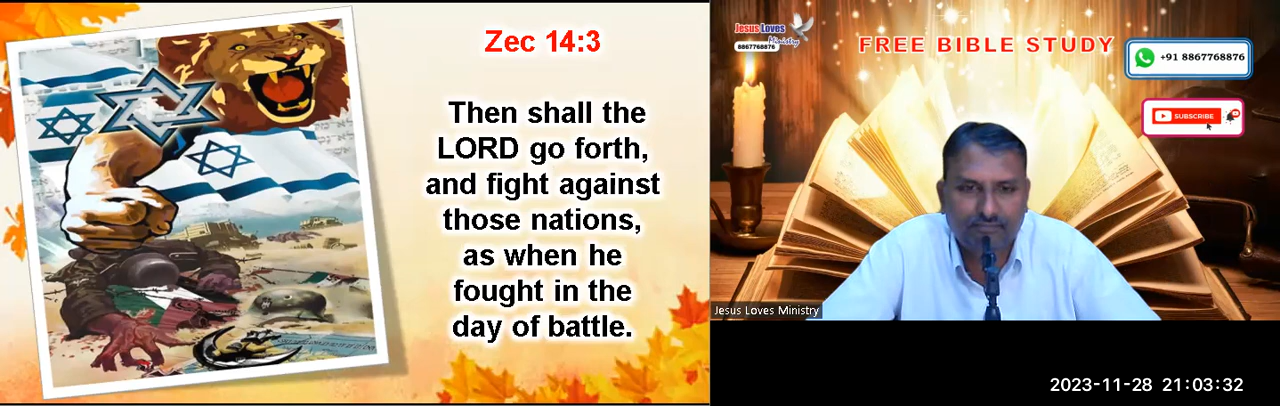 Zec 14:3
Then shall the
LORD go forth,
and fight against
those nations,
as when he
fought in the
day of battle.
Jesus Loves
Ministry
8867768876
FREE BIBLE STUDY
+91 8867768876
SUBSCRIBE
Jesus Loves Ministry
2023-11-28 21:03:32